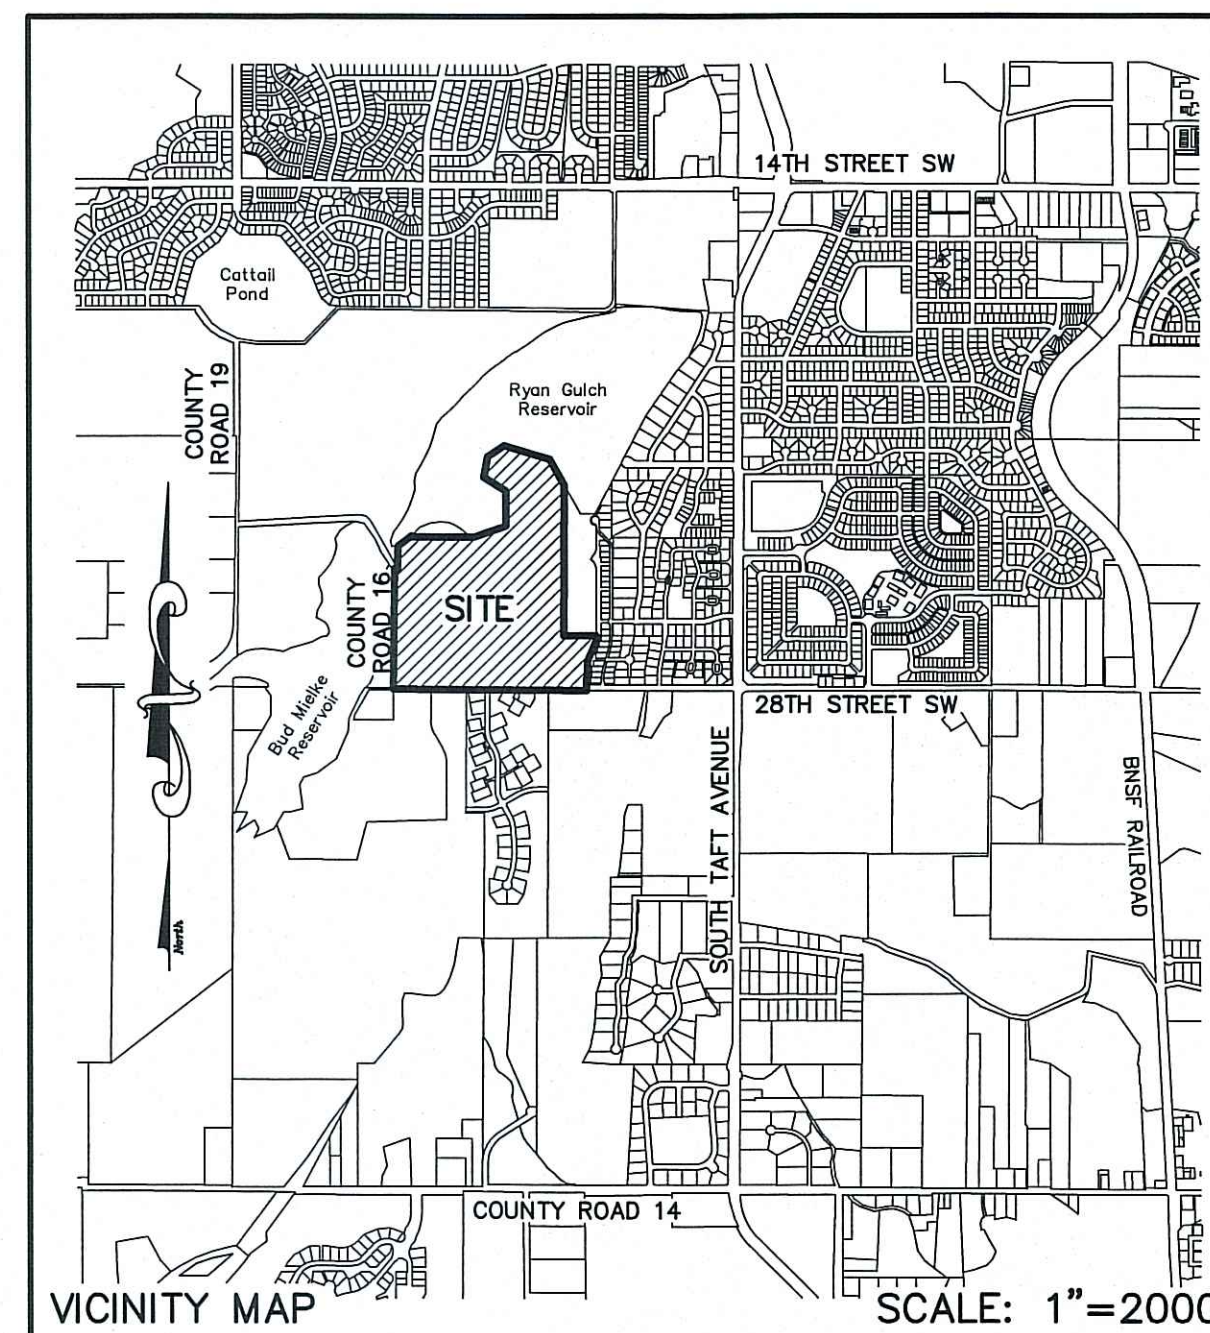 14TH STREET SW
Cattail
Pond
COUNTY
ROAD 19
Ryan Gulch
Reservoir
COUNTY
ROAD 16
SITE
Bud Mielke
Reservoir
28TH STREET SW
SOUTH TAFT AVENUE
BNSF RAILROAD
North
COUNTY ROAD 14
VICINITY MAP
SCALE: 1"=2000